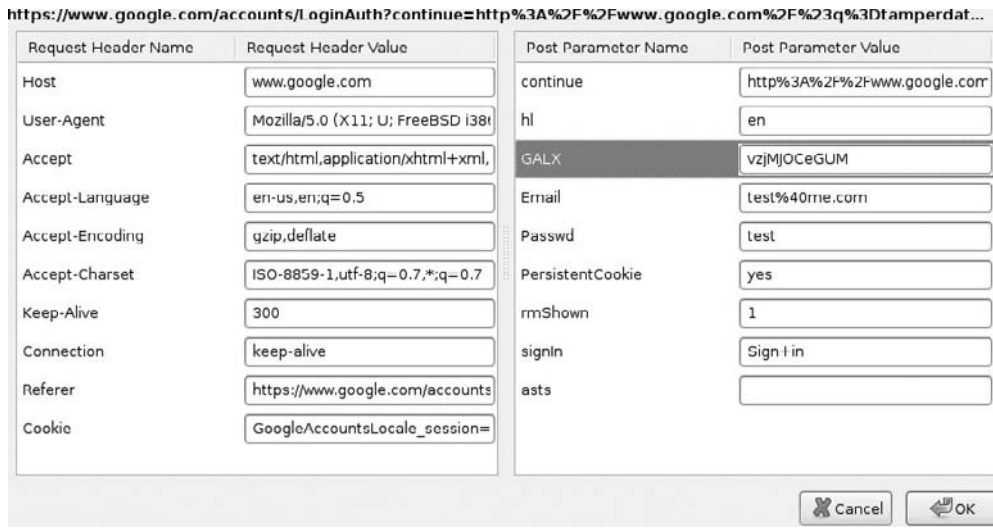 https://www.google.com/accounts/LoginAuth?continue=http%3A%2F%2Fwww.google.com%2F%23q%3Dtamperdat...
Request Header Name Request Header Value
Host www.google.com
User-Agent Mozilla/5.0 (X11; U; FreeBSD i386
Accept text/html,application/xhtml+xml,
Accept-Language en-us,en;q=0.5
Accept-Encoding gzip,deflate
Accept-Charset ISO-8859-1,utf-8;q=0.7,*;q=0.7
Keep-Alive 300
Connection keep-alive
Referer https://www.google.com/accounts
Cookie GoogleAccountsLocale_session=
Post Parameter Name Post Parameter Value
continue http%3A%2F%2Fwww.google.com
hl en
GALX vzjMJOCeGUM
Email test%40me.com
Passwd test
PersistentCookie yes
rmShown 1
signIn Sign+in
asts
Cancel OK